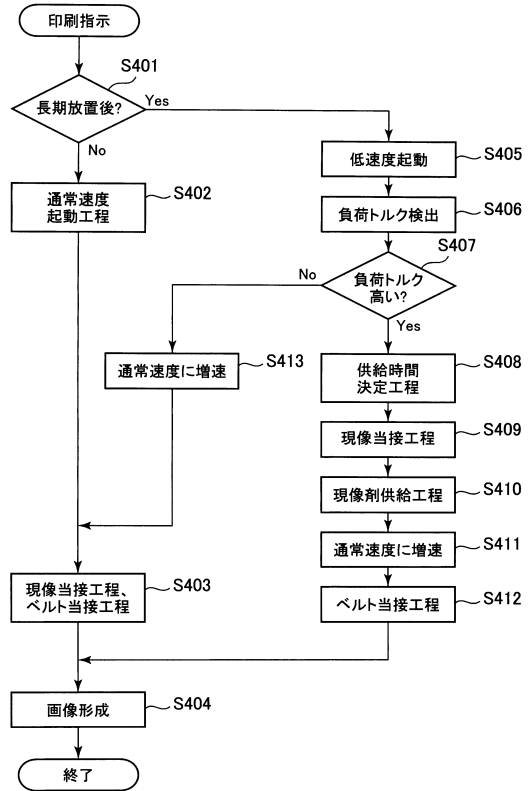 印刷指示
S401
長期放置後?
Yes
No
S405
低速度起動
S402
通常速度
起動工程
S406
負荷トルク検出
S407
No
負荷トルク
高い?
Yes
S413
通常速度に増速
S408
供給時間
決定工程
S409
現像当接工程
S410
現像剤供給工程
S411
通常速度に増速
S403
現像当接工程、
ベルト当接工程
S412
ベルト当接工程
S404
画像形成
終了